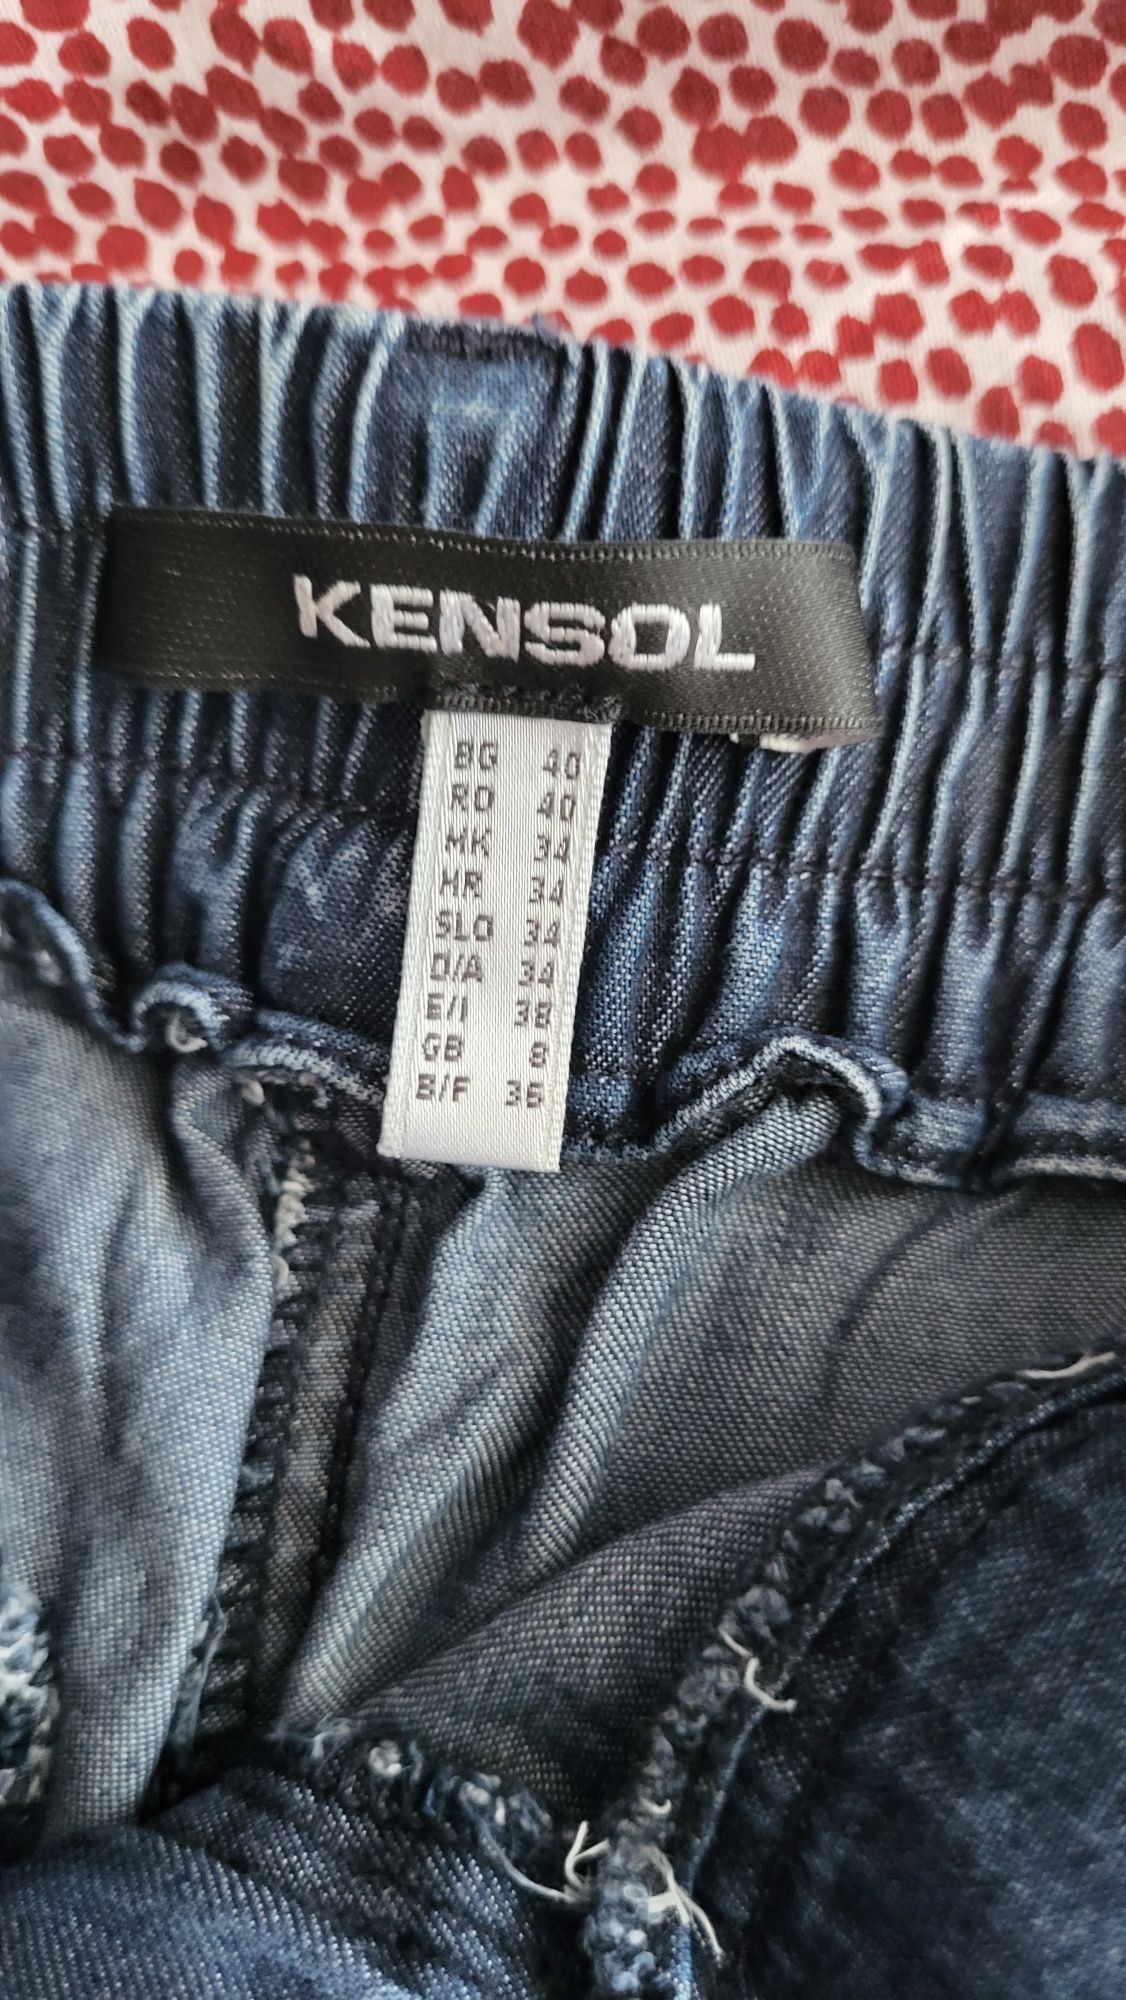 KENSOL
BG 40
RO 40
MK 34
HR 34
SLO 34
D/A 34
E/I 38
GB 8
B/F 36